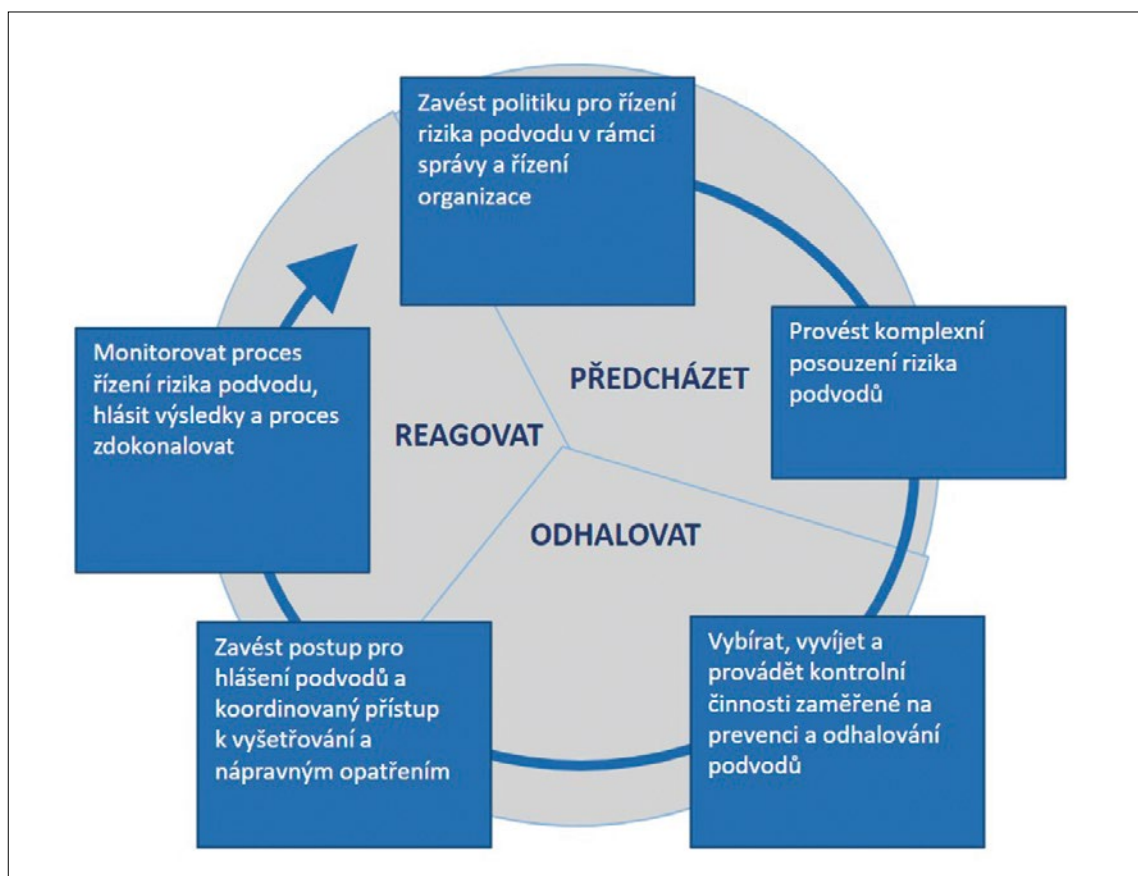 Zavést politiku pro řízení
rizika podvodu v rámci
správy a řízení
organizace
Provést komplexní
posouzení rizika
podvodů
Vybírat, vyvíjet a
provádět kontrolní
činnosti zaměřené na
prevenci a odhalování
podvodů
Zavést postup pro
hlášení podvodů a
koordinovaný přístup
k vyšetřování a
nápravným opatřením
Monitorovat proces
řízení rizika podvodu,
hlásit výsledky a proces
zdokonalovat
PŘEDCHÁZET
ODHALOVAT
REAGOVAT